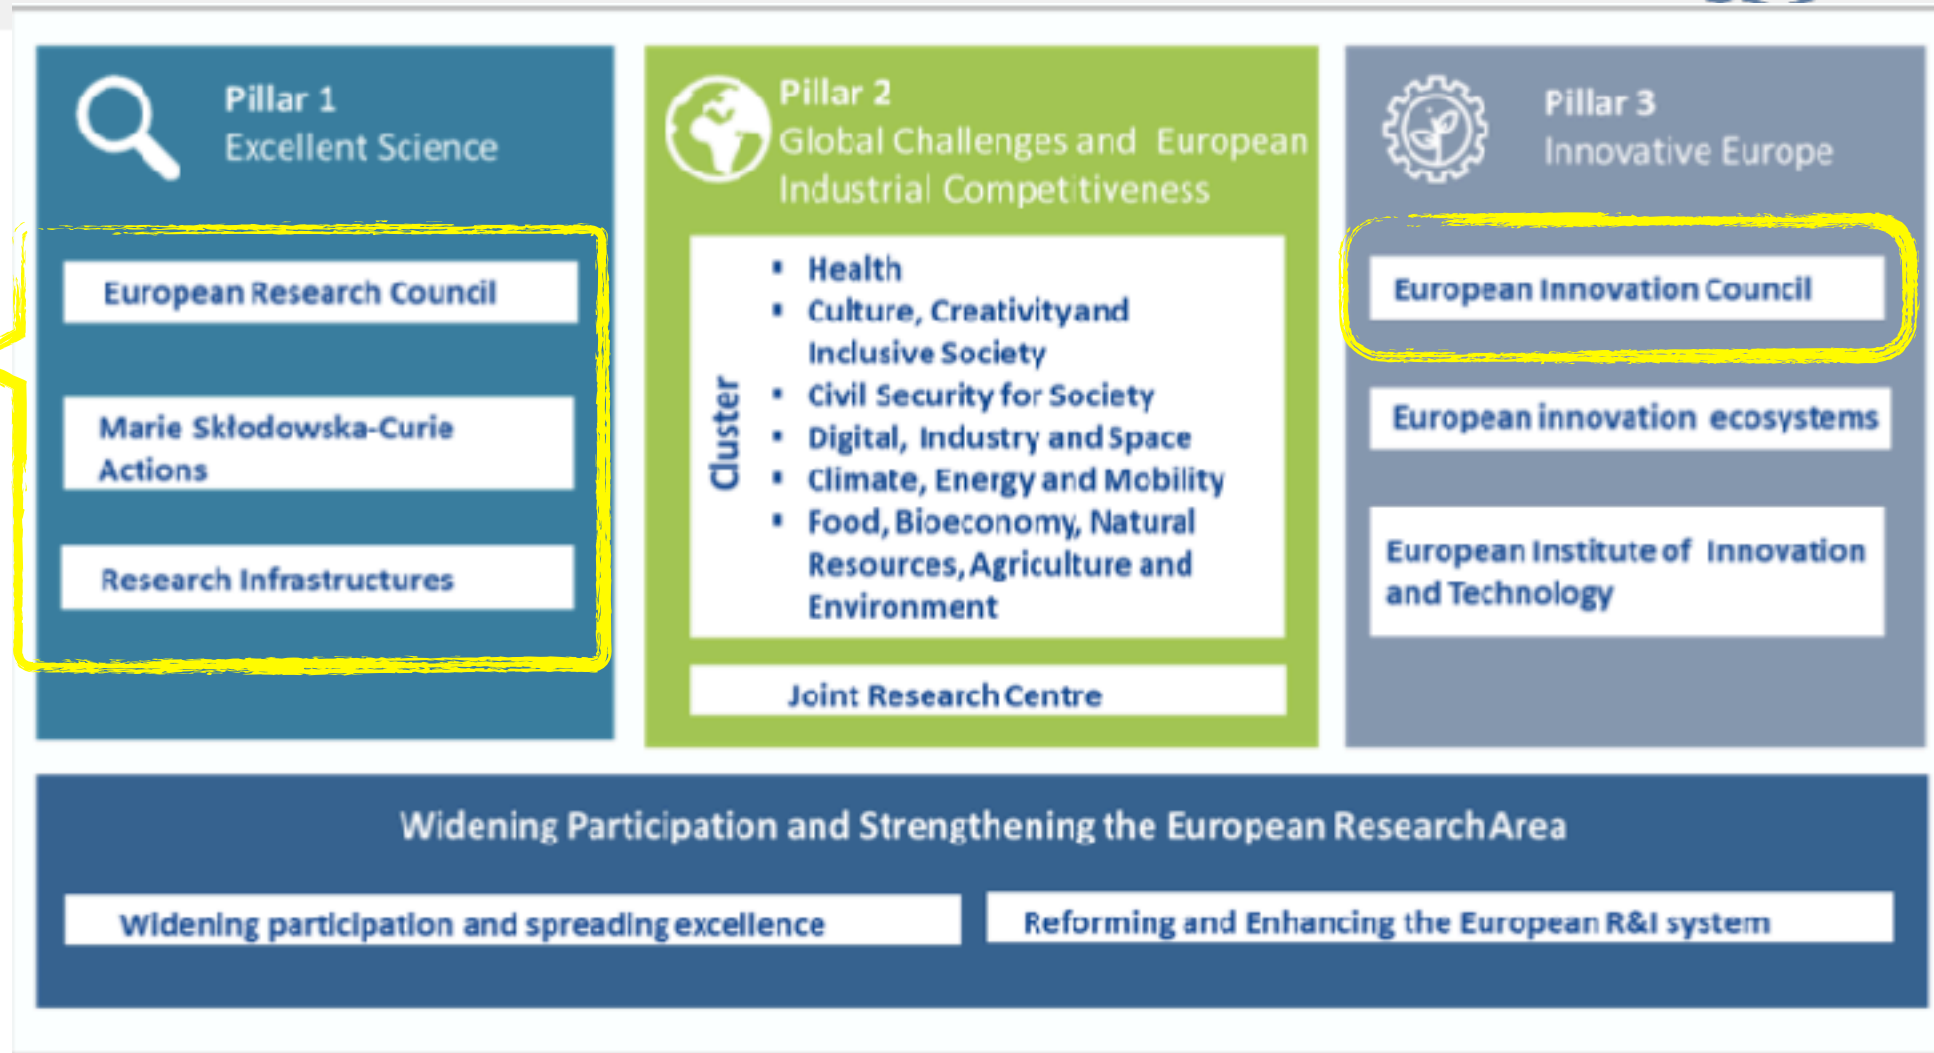 Pillar 1
Excellent Science
European Research Council
Marie Skłodowska-Curie
Actions
Research Infrastructures
Pillar 2
Global Challenges and European
Industrial Competitiveness
Cluster
▪ Health
▪ Culture, Creativity and
Inclusive Society
▪ Civil Security for Society
▪ Digital, Industry and Space
▪ Climate, Energy and Mobility
▪ Food, Bioeconomy, Natural
Resources, Agriculture and
Environment
Joint Research Centre
Pillar 3
Innovative Europe
European Innovation Council
European innovation ecosystems
European Institute of Innovation
and Technology
Widening Participation and Strengthening the European Research Area
Widening participation and spreading excellence
Reforming and Enhancing the European R&I system